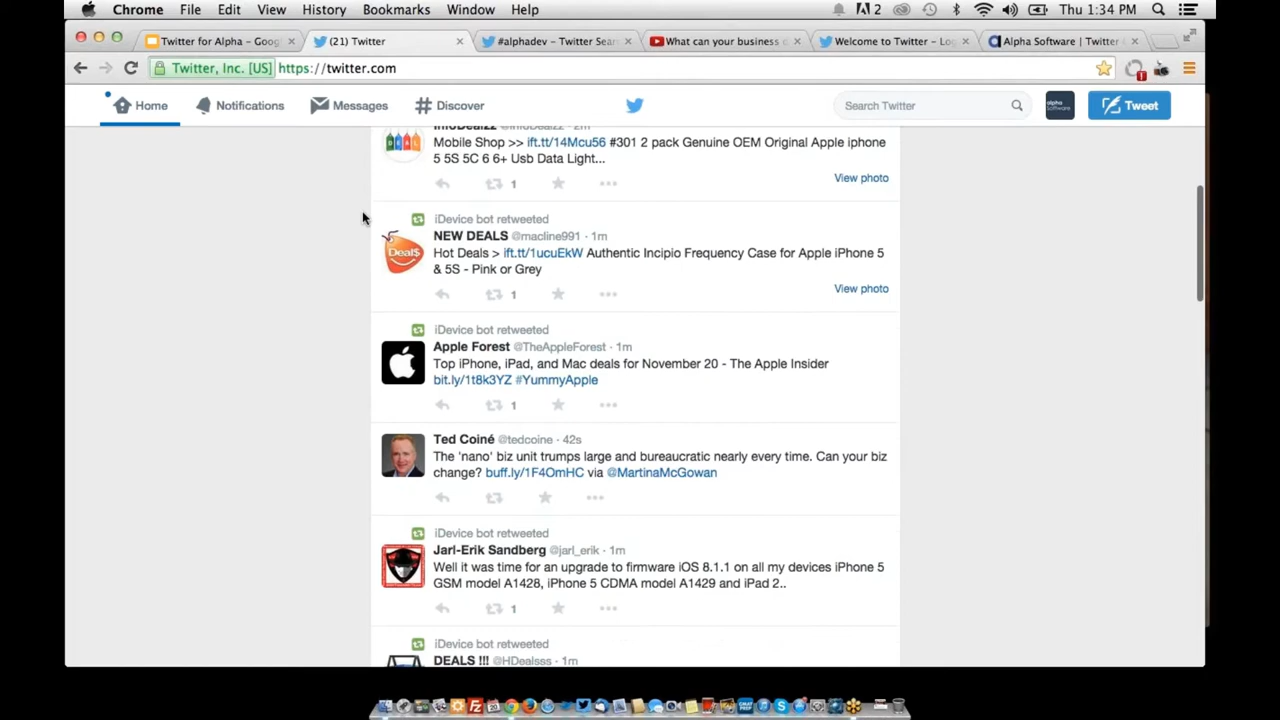 Chrome File Edit View History Bookmarks Window Help 2 Thu 1:34 PM
Twitter for Alpha – Goog (21) Twitter #alphadev – Twitter Sear What can your business d Welcome to Twitter – Log Alpha Software | Twitter
Twitter, Inc. [US] https://twitter.com
Home Notifications Messages # Discover Search Twitter alpha Software Tweet
InfoDealzz @InfoDealzz · 2m
Mobile Shop >> ift.tt/14Mcu56 #301 2 pack Genuine OEM Original Apple iphone
5 5S 5C 6 6+ Usb Data Light...
1 View photo
iDevice bot retweeted
NEW DEALS @macline991 · 1m
Hot Deals > ift.tt/1ucuEkW Authentic Incipio Frequency Case for Apple iPhone 5
& 5S - Pink or Grey
1 View photo
iDevice bot retweeted
Apple Forest @TheAppleForest · 1m
Top iPhone, iPad, and Mac deals for November 20 - The Apple Insider
bit.ly/1t8k3YZ #YummyApple
1
Ted Coiné @tedcoine · 42s
The 'nano' biz unit trumps large and bureaucratic nearly every time. Can your biz
change? buff.ly/1F4OmHC via @MartinaMcGowan
iDevice bot retweeted
Jarl-Erik Sandberg @jarl_erik · 1m
Well it was time for an upgrade to firmware iOS 8.1.1 on all my devices iPhone 5
GSM model A1428, iPhone 5 CDMA model A1429 and iPad 2..
1
iDevice bot retweeted
DEALS !!! @HDealsss · 1m